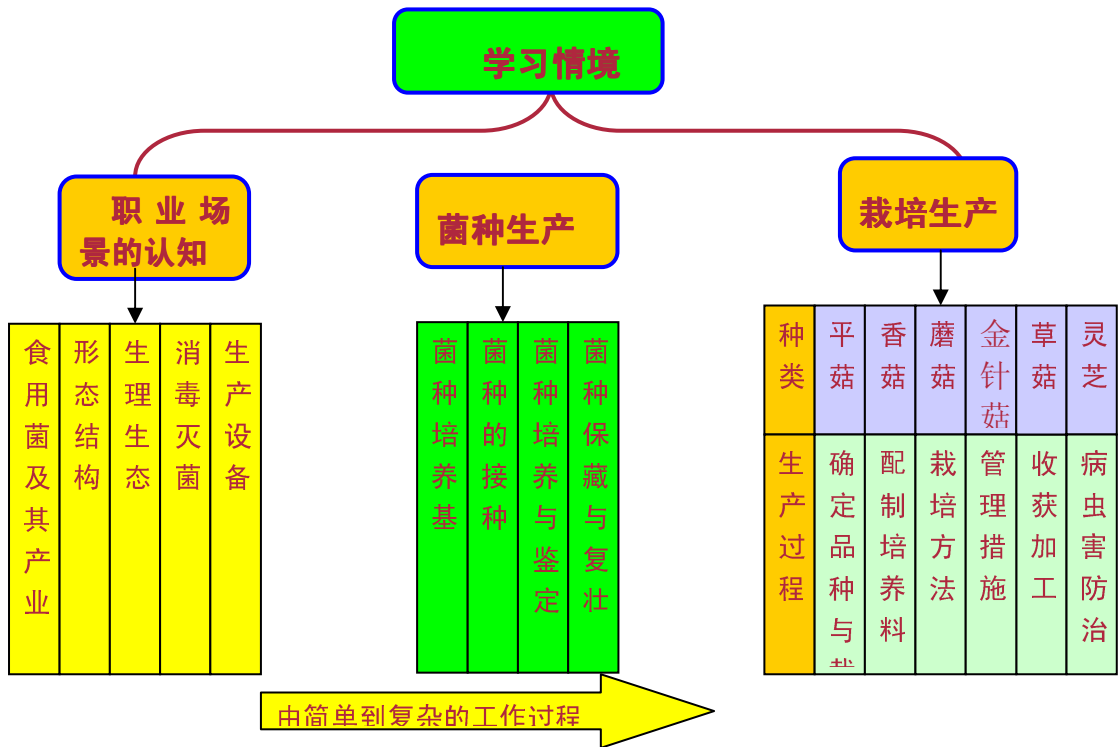 学习情境
职 业 场
景的认知
菌种生产
栽培生产
食用菌及其产业
形态结构
生理生态
消毒灭菌
生产设备
菌种培养基
菌种的接种
菌种培养与鉴定
菌种保藏与复壮
种类
平菇
香菇
蘑菇
金针菇
草菇
灵芝
生产过程
确定品种与栽
配制培养料
栽培方法
管理措施
收获加工
病虫害防治
由简单到复杂的工作过程